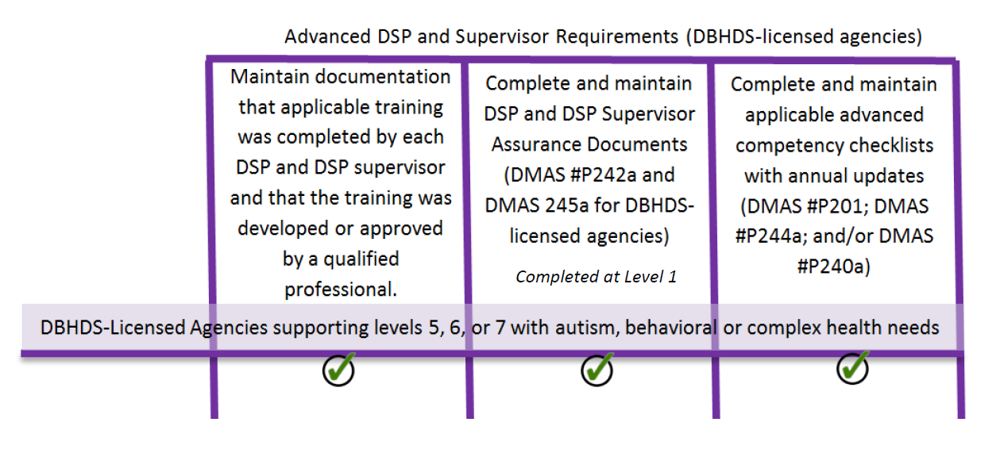 Advanced DSP and Supervisor Requirements (DBHDS-licensed agencies)
Maintain documentation
that applicable training
was completed by each
DSP and DSP supervisor
and that the training was
developed or approved
by a qualified
professional.
Complete and maintain
DSP and DSP Supervisor
Assurance Documents
(DMAS #P242a and
DMAS 245a for DBHDS-
licensed agencies)
Completed at Level 1
Complete and maintain
applicable advanced
competency checklists
with annual updates
(DMAS #P201; DMAS
#P244a; and/or DMAS
#P240a)
DBHDS-Licensed Agencies supporting levels 5, 6, or 7 with autism, behavioral or complex health needs